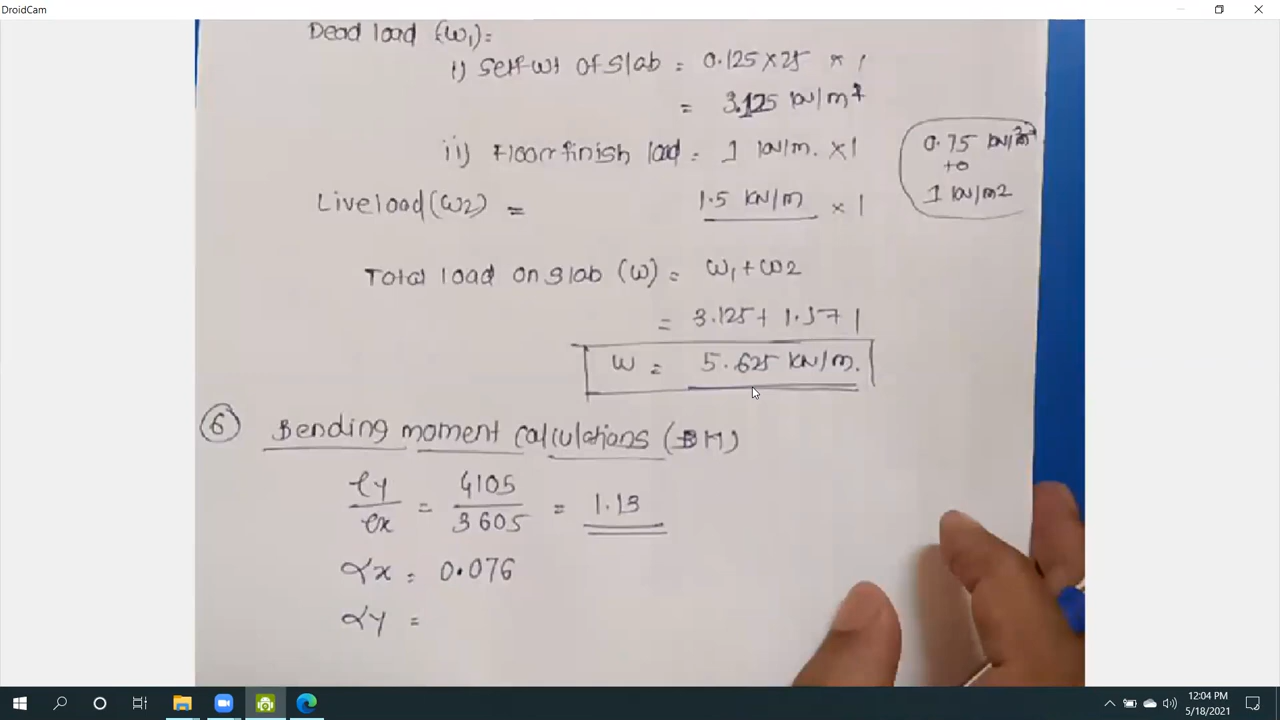 DroidCam
Dead load (W1):
i) Self wt of slab = 0.125 × 25 × 1
= 3.125 kN/m
ii) Floor finish load = 1 kN/m. × 1
0.75 kN/m2
to
1 kN/m2
Live load (W2) = 1.5 kN/m × 1
Total load on slab (W) = W1 + W2
= 3.125 + 1.5 + 1
W = 5.625 KN/m.
6 Bending moment calculations (BM)
ly/lx = 4105/3605 = 1.13
αx = 0.076
αy =
12:04 PM
5/18/2021